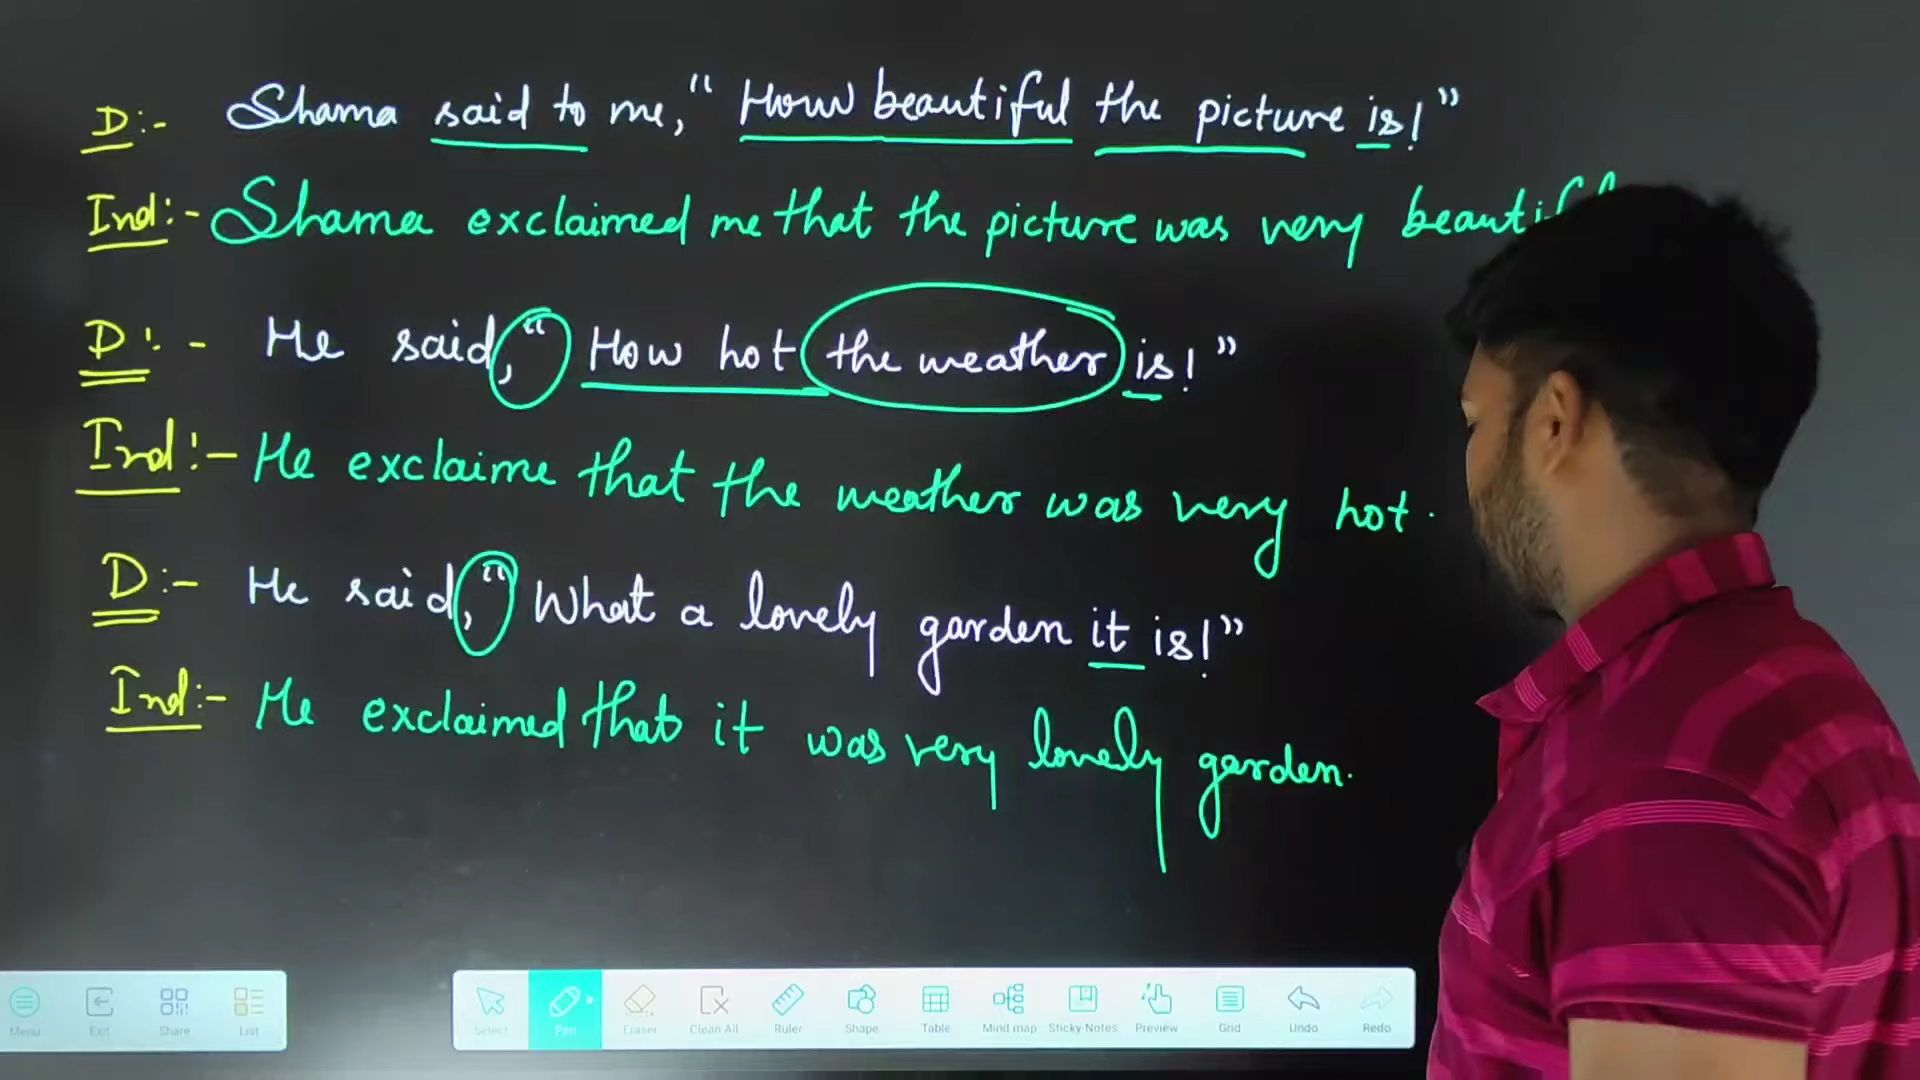 D:- Shama said to me, "How beautiful the picture is!"
Ind:- Shama exclaimed me that the picture was very
D:- He said, "How hot the weather is!"
Ind:- He exclaime that the weather was very hot.
D:- He said, "What a lovely garden it is!"
Ind:- He exclaimed that it was very lovely garden.
Menu Exit Share List Select Pen Eraser Clean All Ruler Shape Table Mind map Sticky Notes Preview Grid Undo Redo